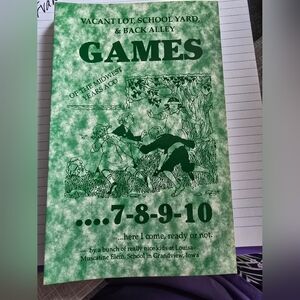 VACANT LOT, SCHOOL YARD,
& BACK ALLEY
GAMES
OF THE MIDWEST
YEARS AGO
....7-8-9-10
...here I come, ready or not.
by a bunch of really nice kids at Louisa-
Muscatine Elem. School in Grandview, Iowa